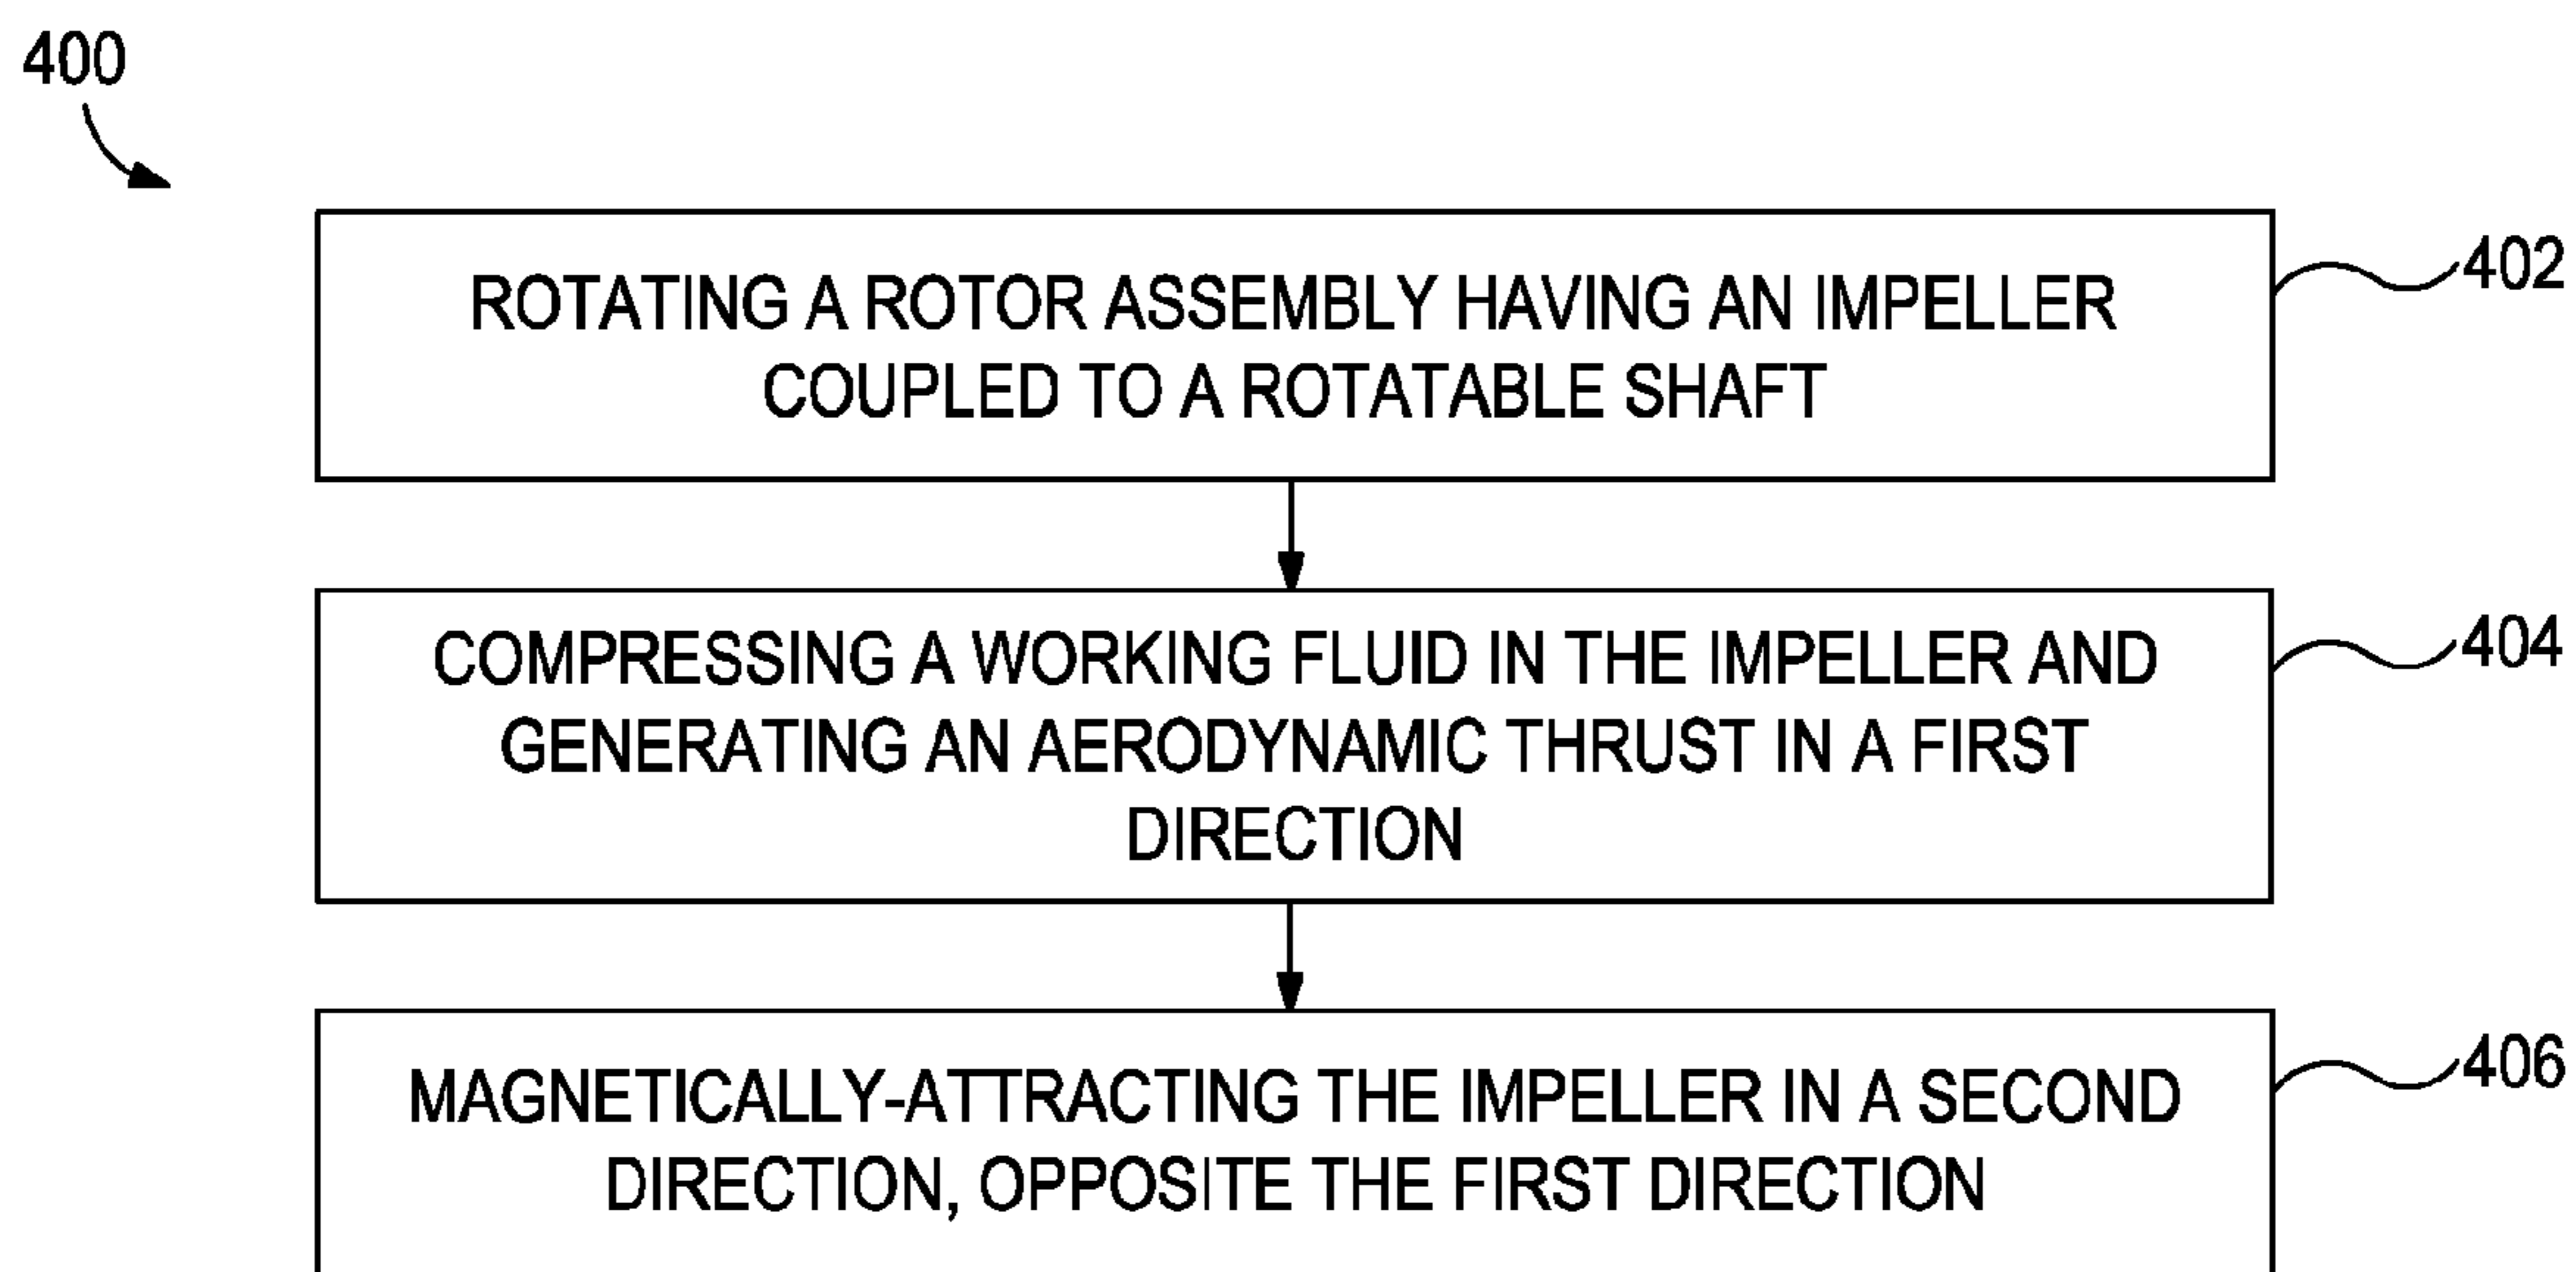 400
ROTATING A ROTOR ASSEMBLY HAVING AN IMPELLER
COUPLED TO A ROTATABLE SHAFT
402
COMPRESSING A WORKING FLUID IN THE IMPELLER AND
GENERATING AN AERODYNAMIC THRUST IN A FIRST
DIRECTION
404
MAGNETICALLY-ATTRACTING THE IMPELLER IN A SECOND
DIRECTION, OPPOSITE THE FIRST DIRECTION
406